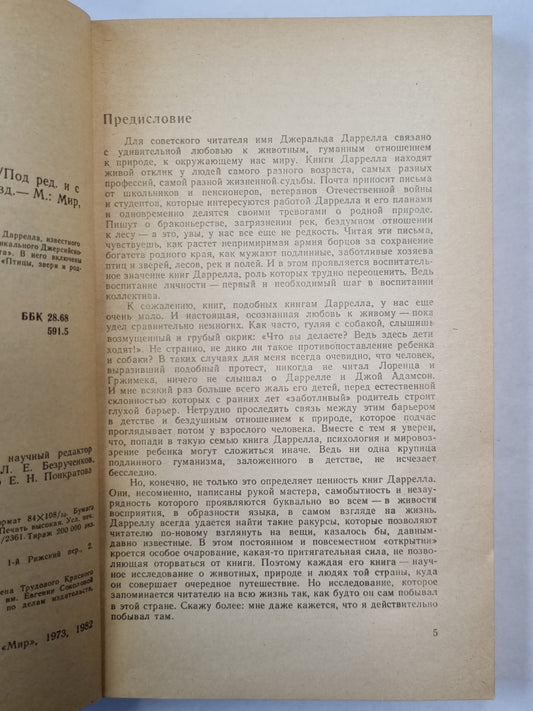 /Под ред. и с
зд.— М.: Мир,
Даррелла, известного
никального Джерсейско-
га». В него включены
«Птицы, звери и род-
ББК 28.68
591.5
научный редактор
Л. Е. Безрученков.
Е. Н. Понкратова
ормат 84×108/32. Бумага
Печать высокая. Усл. печ.
/2361. Тираж 200 000 экз.
1-й Рижский пер., 2.
ена Трудового Красного
им. Евгении Соколовой
по делам издательств,
«Мир», 1973, 1982
Предисловие
Для советского читателя имя Джеральда Даррелла связано
с удивительной любовью к животным, гуманным отношением
к природе, к окружающему нас миру. Книги Даррелла находят
живой отклик у людей самого разного возраста, самых разных
профессий, самой разной жизненной судьбы. Почта приносит письма
от школьников и пенсионеров, ветеранов Отечественной войны
и студентов, которые интересуются работой Даррелла и его планами
и одновременно делятся своими тревогами о родной природе.
Пишут о браконьерстве, загрязнении рек, бездумном отношении
к лесу — а это, увы, у нас все еще не редкость. Читая эти письма,
чувствуешь, как растет непримиримая армия борцов за сохранение
богатств родного края, как мужают подлинные, заботливые хозяева
птиц и зверей, лесов, рек и полей. И в этом проявляется воспитатель-
ное значение книг Даррелла, роль которых трудно переоценить. Ведь
воспитание личности — первый и необходимый шаг в воспитании
коллектива.
К сожалению, книг, подобных книгам Даррелла, у нас еще
очень мало. И настоящая, осознанная любовь к живому — пока
удел сравнительно немногих. Как часто, гуляя с собакой, слышишь
возмущенный и грубый окрик: «Что вы делаете? Ведь здесь дети
ходят!». Не странно, не дико ли такое противопоставление ребенка
и собаки? В таких случаях для меня всегда очевидно, что человек,
выразивший подобный протест, никогда не читал Лоренца и
Гржимека, ничего не слышал о Даррелле и Джой Адамсон.
И мне всякий раз больше всего жаль его детей, перед естественной
склонностью которых с ранних лет «заботливый» родитель строит
глухой барьер. Нетрудно проследить связь между этим барьером
в детстве и бездушным отношением к природе, которое подчас
проглядывает потом у взрослого человека. Вместе с тем я уверен,
что, попади в такую семью книга Даррелла, психология и мировоз-
зрение ребенка могут сложиться иначе. Ведь ни одна крупица
подлинного гуманизма, заложенного в детстве, не исчезает
бесследно.
Но, конечно, не только это определяет ценность книг Даррелла.
Они, несомненно, написаны рукой мастера, самобытность и незау-
рядность которого проявляются буквально во всем — в живости
восприятия, в образности языка, в самом взгляде на жизнь.
Дарреллу всегда удается найти такие ракурсы, которые позволяют
читателю по-новому взглянуть на вещи, казалось бы, давным-
давно известные. В этом постоянном и повсеместном «открытии»
кроется особое очарование, какая-то притягательная сила, не позво-
ляющая оторваться от книги. Поэтому каждая его книга — науч-
ное исследование о животных, природе и людях той страны, куда
он свершает очередное путешествие. Но исследование, которое
запоминается читателю на всю жизнь так, как будто он сам побывал
в этой стране. Скажу более: мне даже кажется, что я действительно
побывал там.
5